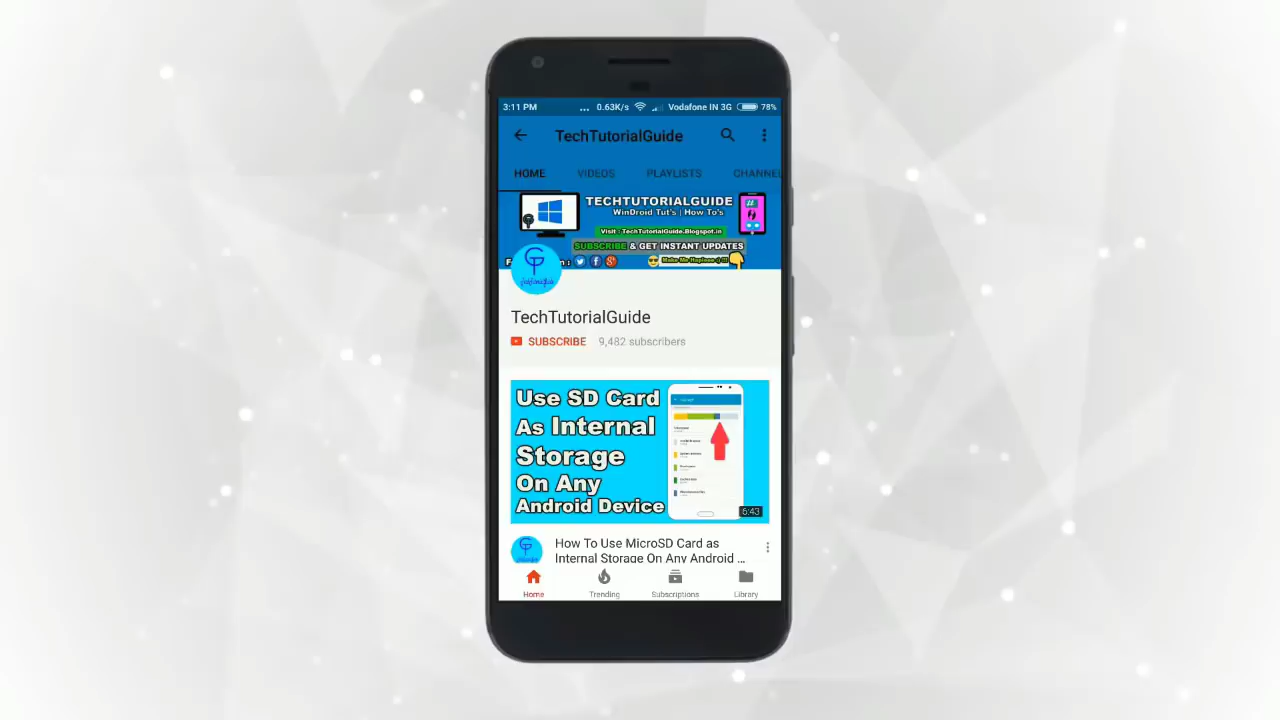 3:11 PM ... 0.63K/s Vodafone IN 3G 78%
TechTutorialGuide
HOME VIDEOS PLAYLISTS CHANNEL
TECHTUTORIALGUIDE
WinDroid Tut's | How To's
Visit : TechTutorialGuide.Blogspot.in
SUBSCRIBE & GET INSTANT UPDATES
TechTutorialGuide
SUBSCRIBE 9,482 subscribers
Use SD Card
As Internal
Storage
On Any
Android Device
6:43
How To Use MicroSD Card as
Internal Storage On Any Android ...
Home Trending Subscriptions Library